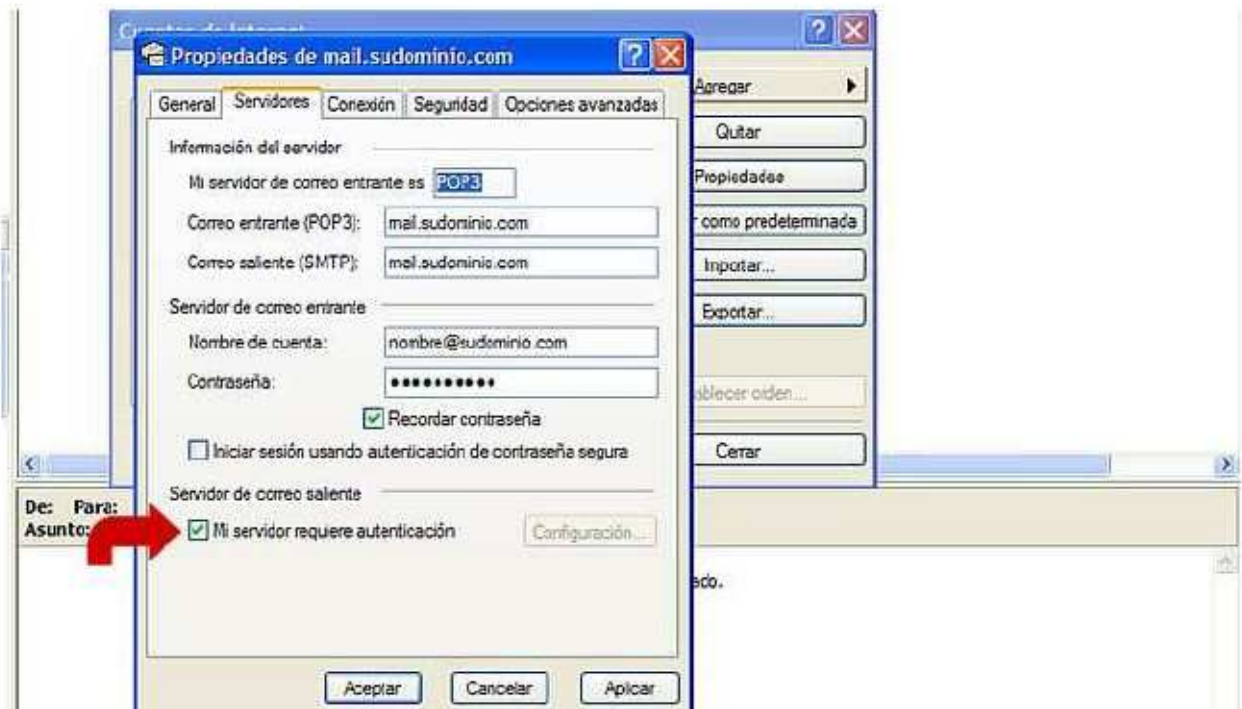 Cuentas de Internet
Propiedades de mail.sudominio.com
General Servidores Conexión Seguridad Opciones avanzadas
Información del servidor
Mi servidor de correo entrante es POP3
Correo entrante (POP3): mail.sudominio.com
Correo saliente (SMTP): mail.sudominio.com
Servidor de correo entrante
Nombre de cuenta: nombre@sudominio.com
Contraseña: ••••••••••
Recordar contraseña
Iniciar sesión usando autenticación de contraseña segura
Servidor de correo saliente
Mi servidor requiere autenticación Configuración...
Aceptar Cancelar Aplicar
Agregar
Quitar
Propiedades
como predeterminada
Importar...
Exportar...
orden...
Cerrar
De: Para:
Asunto: